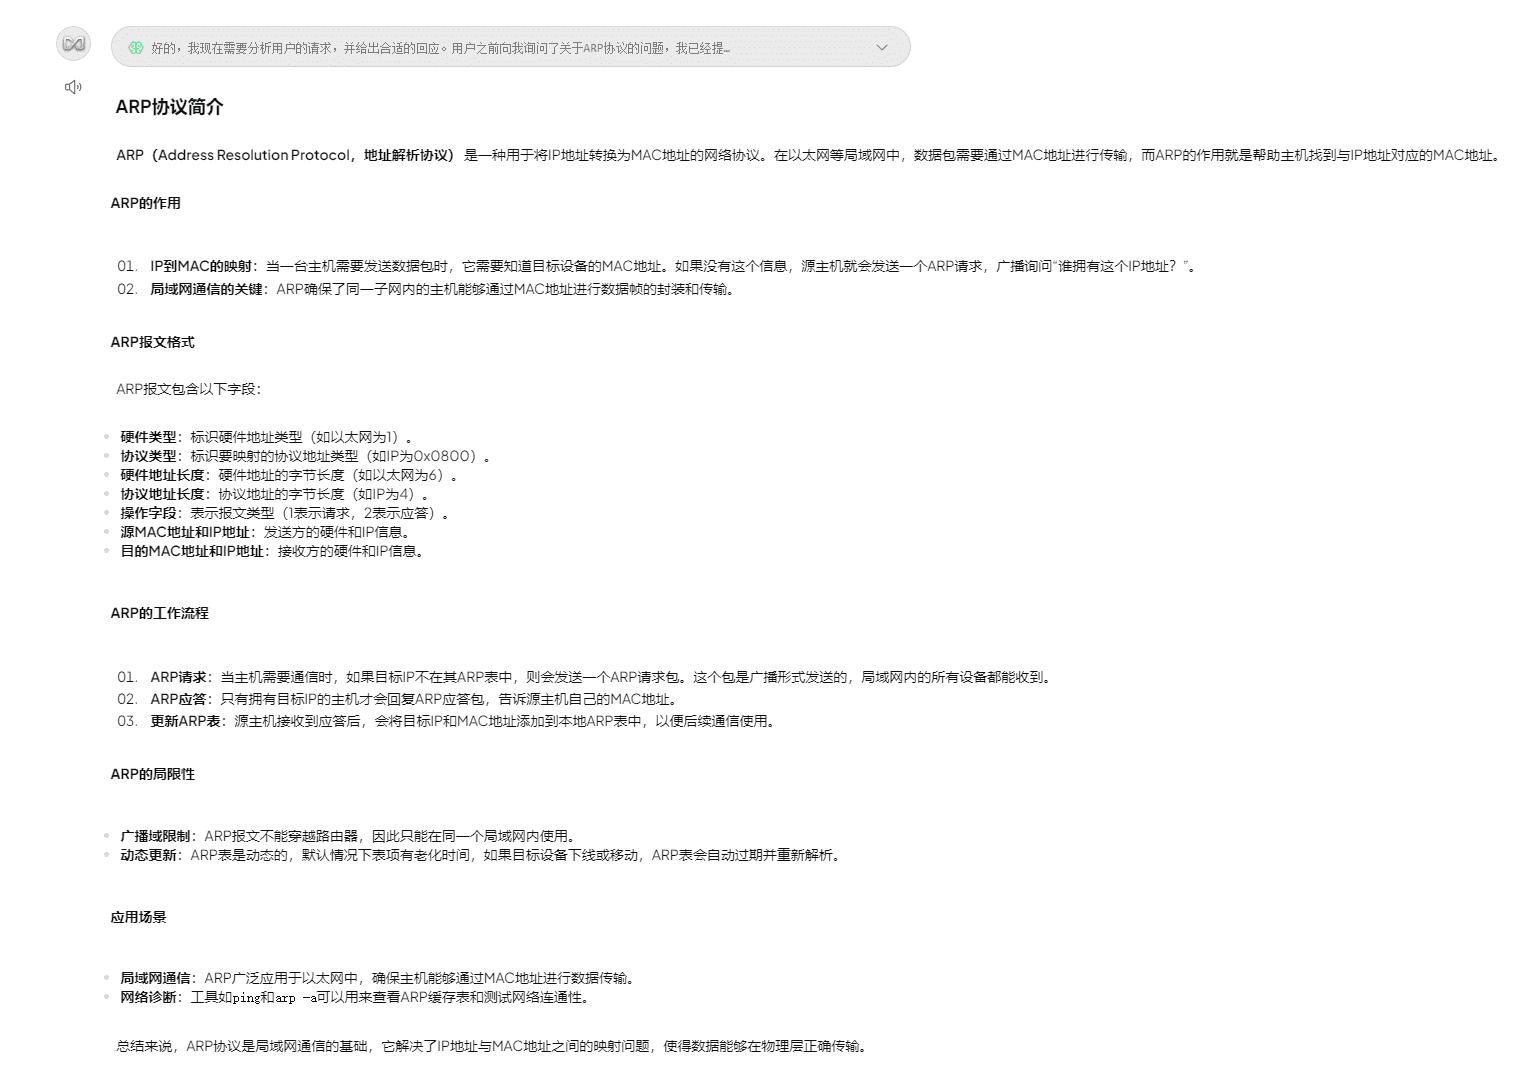 好的，我现在需要分析用户的请求，并给出合适的回应。用户之前向我询问了关于ARP协议的问题，我已经提...
ARP协议简介
ARP（Address Resolution Protocol，地址解析协议） 是一种用于将IP地址转换为MAC地址的网络协议。在以太网等局域网中，数据包需要通过MAC地址进行传输，而ARP的作用就是帮助主机找到与IP地址对应的MAC地址。
ARP的作用
01. IP到MAC的映射：当一台主机需要发送数据包时，它需要知道目标设备的MAC地址。如果没有这个信息，源主机就会发送一个ARP请求，广播询问“谁拥有这个IP地址？”。
02. 局域网通信的关键：ARP确保了同一子网内的主机能够通过MAC地址进行数据帧的封装和传输。
ARP报文格式
ARP报文包含以下字段：
硬件类型：标识硬件地址类型（如以太网为1）。
协议类型：标识要映射的协议地址类型（如IP为0x0800）。
硬件地址长度：硬件地址的字节长度（如以太网为6）。
协议地址长度：协议地址的字节长度（如IP为4）。
操作字段：表示报文类型（1表示请求，2表示应答）。
源MAC地址和IP地址：发送方的硬件和IP信息。
目的MAC地址和IP地址：接收方的硬件和IP信息。
ARP的工作流程
01. ARP请求：当主机需要通信时，如果目标IP不在其ARP表中，则会发送一个ARP请求包。这个包是广播形式发送的，局域网内的所有设备都能收到。
02. ARP应答：只有拥有目标IP的主机才会回复ARP应答包，告诉源主机自己的MAC地址。
03. 更新ARP表：源主机接收到应答后，会将目标IP和MAC地址添加到本地ARP表中，以便后续通信使用。
ARP的局限性
广播域限制：ARP报文不能穿越路由器，因此只能在同一个局域网内使用。
动态更新：ARP表是动态的，默认情况下表项有老化时间，如果目标设备下线或移动，ARP表会自动过期并重新解析。
应用场景
局域网通信：ARP广泛应用于以太网中，确保主机能够通过MAC地址进行数据传输。
网络诊断：工具如ping和arp -a可以用来查看ARP缓存表和测试网络连通性。
总结来说，ARP协议是局域网通信的基础，它解决了IP地址与MAC地址之间的映射问题，使得数据能够在物理层正确传输。